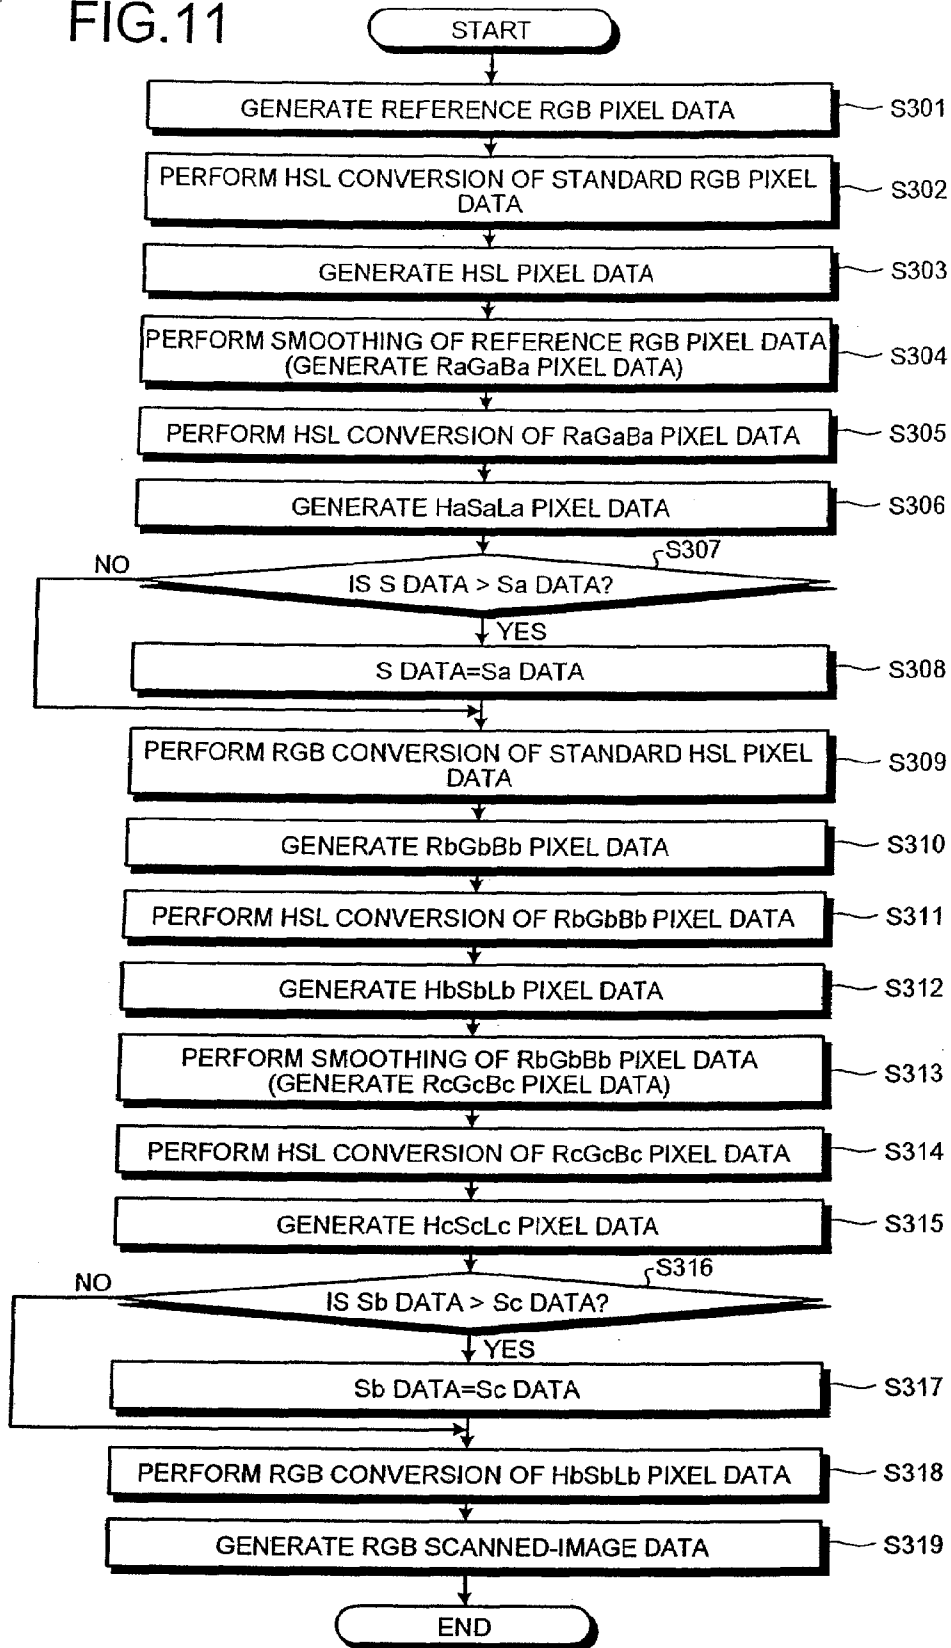 FIG.11
START
GENERATE REFERENCE RGB PIXEL DATA
S301
PERFORM HSL CONVERSION OF STANDARD RGB PIXEL
DATA
S302
GENERATE HSL PIXEL DATA
S303
PERFORM SMOOTHING OF REFERENCE RGB PIXEL DATA
(GENERATE RaGaBa PIXEL DATA)
S304
PERFORM HSL CONVERSION OF RaGaBa PIXEL DATA
S305
GENERATE HaSaLa PIXEL DATA
S306
S307
NO
IS S DATA > Sa DATA?
YES
S DATA=Sa DATA
S308
PERFORM RGB CONVERSION OF STANDARD HSL PIXEL
DATA
S309
GENERATE RbGbBb PIXEL DATA
S310
PERFORM HSL CONVERSION OF RbGbBb PIXEL DATA
S311
GENERATE HbSbLb PIXEL DATA
S312
PERFORM SMOOTHING OF RbGbBb PIXEL DATA
(GENERATE RcGcBc PIXEL DATA)
S313
PERFORM HSL CONVERSION OF RcGcBc PIXEL DATA
S314
GENERATE HcScLc PIXEL DATA
S315
S316
NO
IS Sb DATA > Sc DATA?
YES
Sb DATA=Sc DATA
S317
PERFORM RGB CONVERSION OF HbSbLb PIXEL DATA
S318
GENERATE RGB SCANNED-IMAGE DATA
S319
END